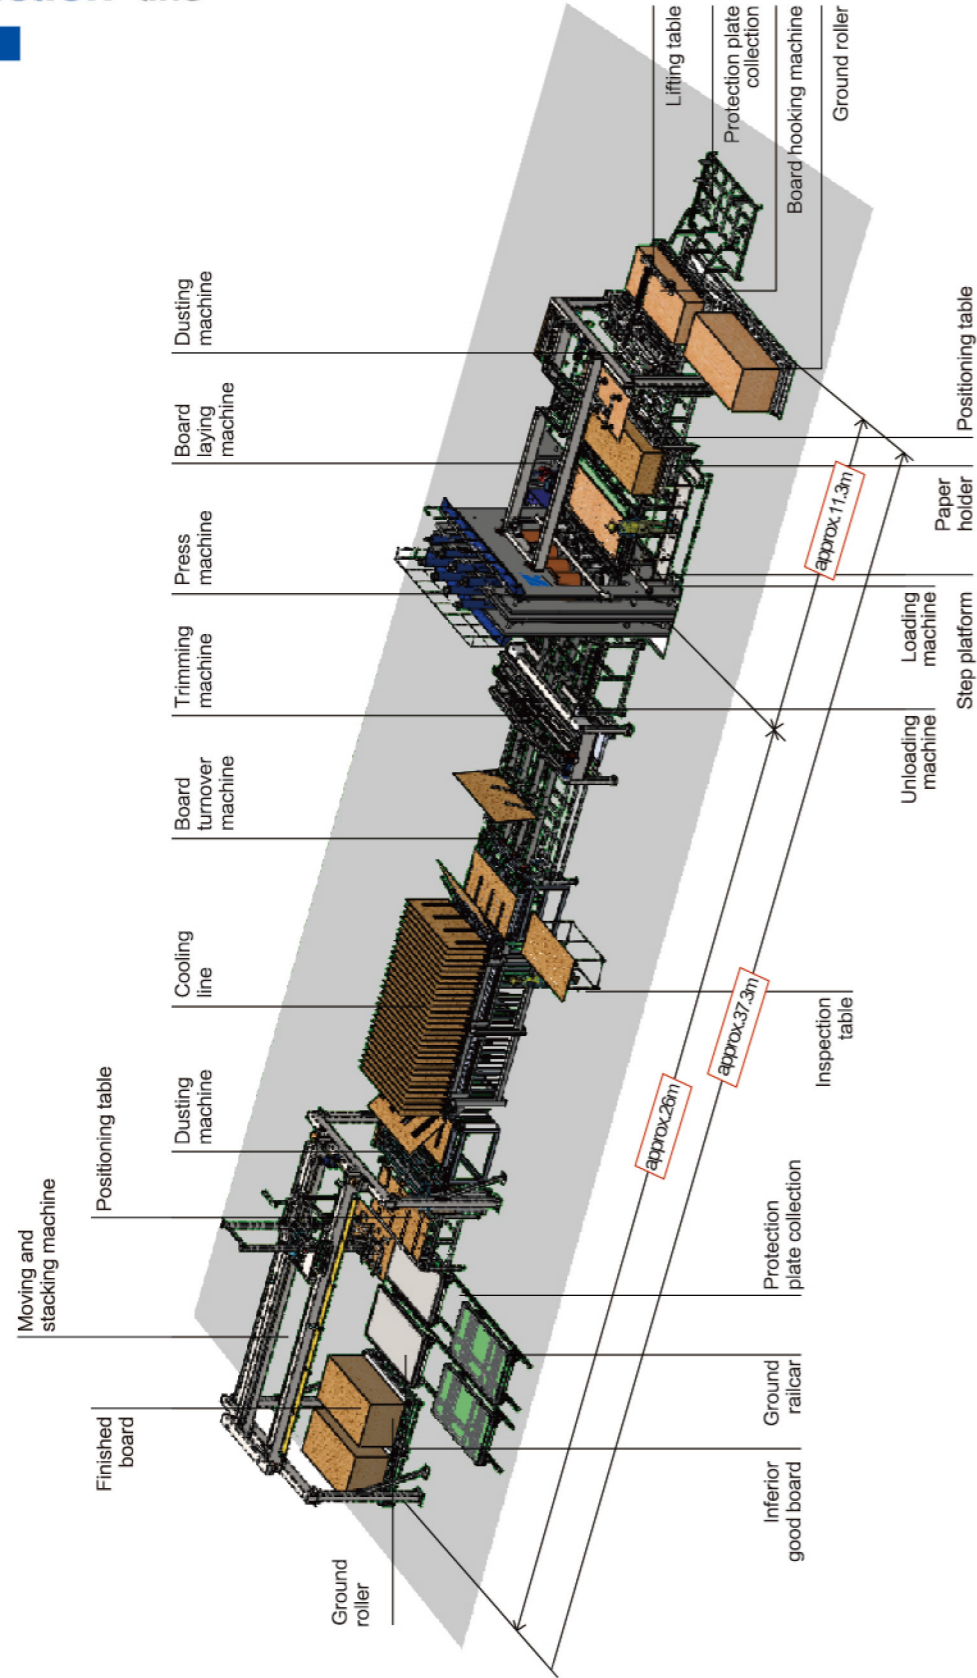 Moving and
stacking machine
Finished
board
Positioning table
Dusting
machine
Cooling
line
Board
turnover
machine
Trimming
machine
Press
machine
Board
laying
machine
Dusting
machine
Lifting table
Protection plate
collection
Board hooking machine
Ground roller
Ground
roller
Inferior
good board
Ground
railcar
Protection
plate collection
Inspection
table
Unloading
machine
Loading
machine
Step platform
Paper
holder
Positioning table
approx.26m
approx.37.3m
approx.11.3m